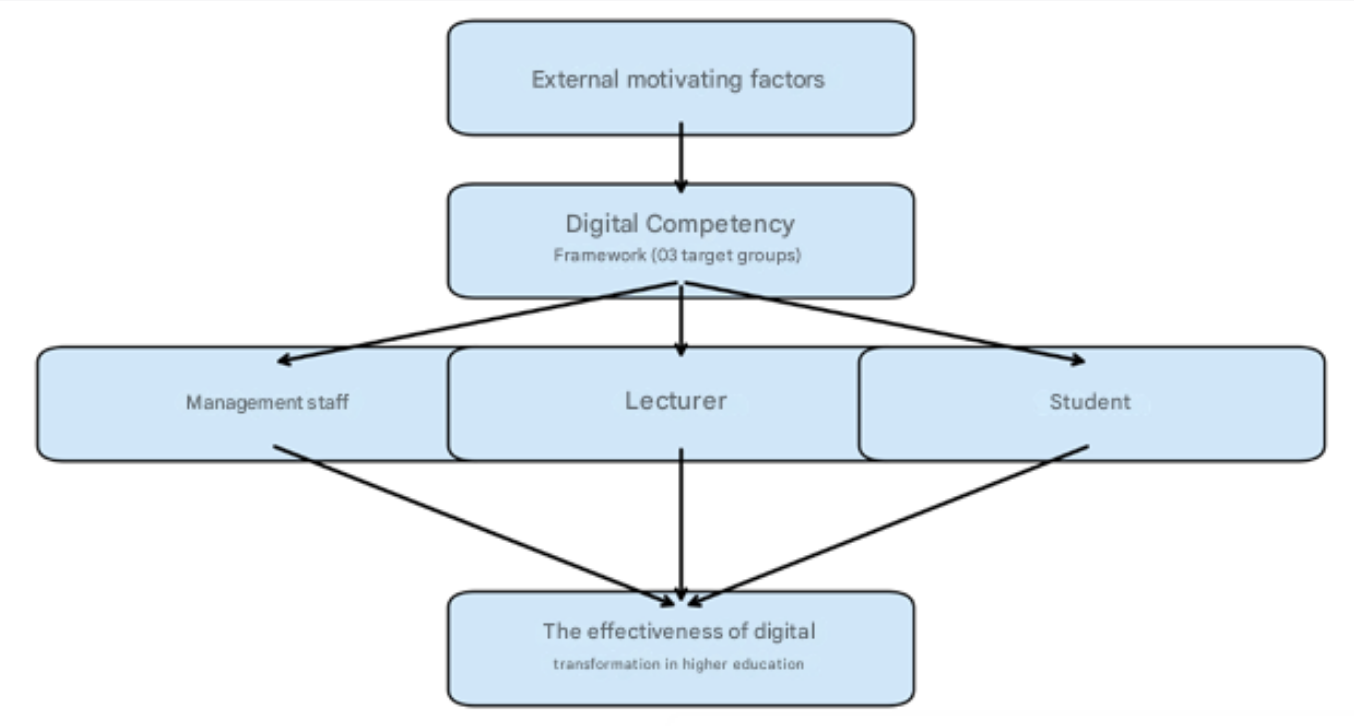 External motivating factors
Digital Competency
Framework (03 target groups)
Management staff
Lecturer
Student
The effectiveness of digital
transformation in higher education